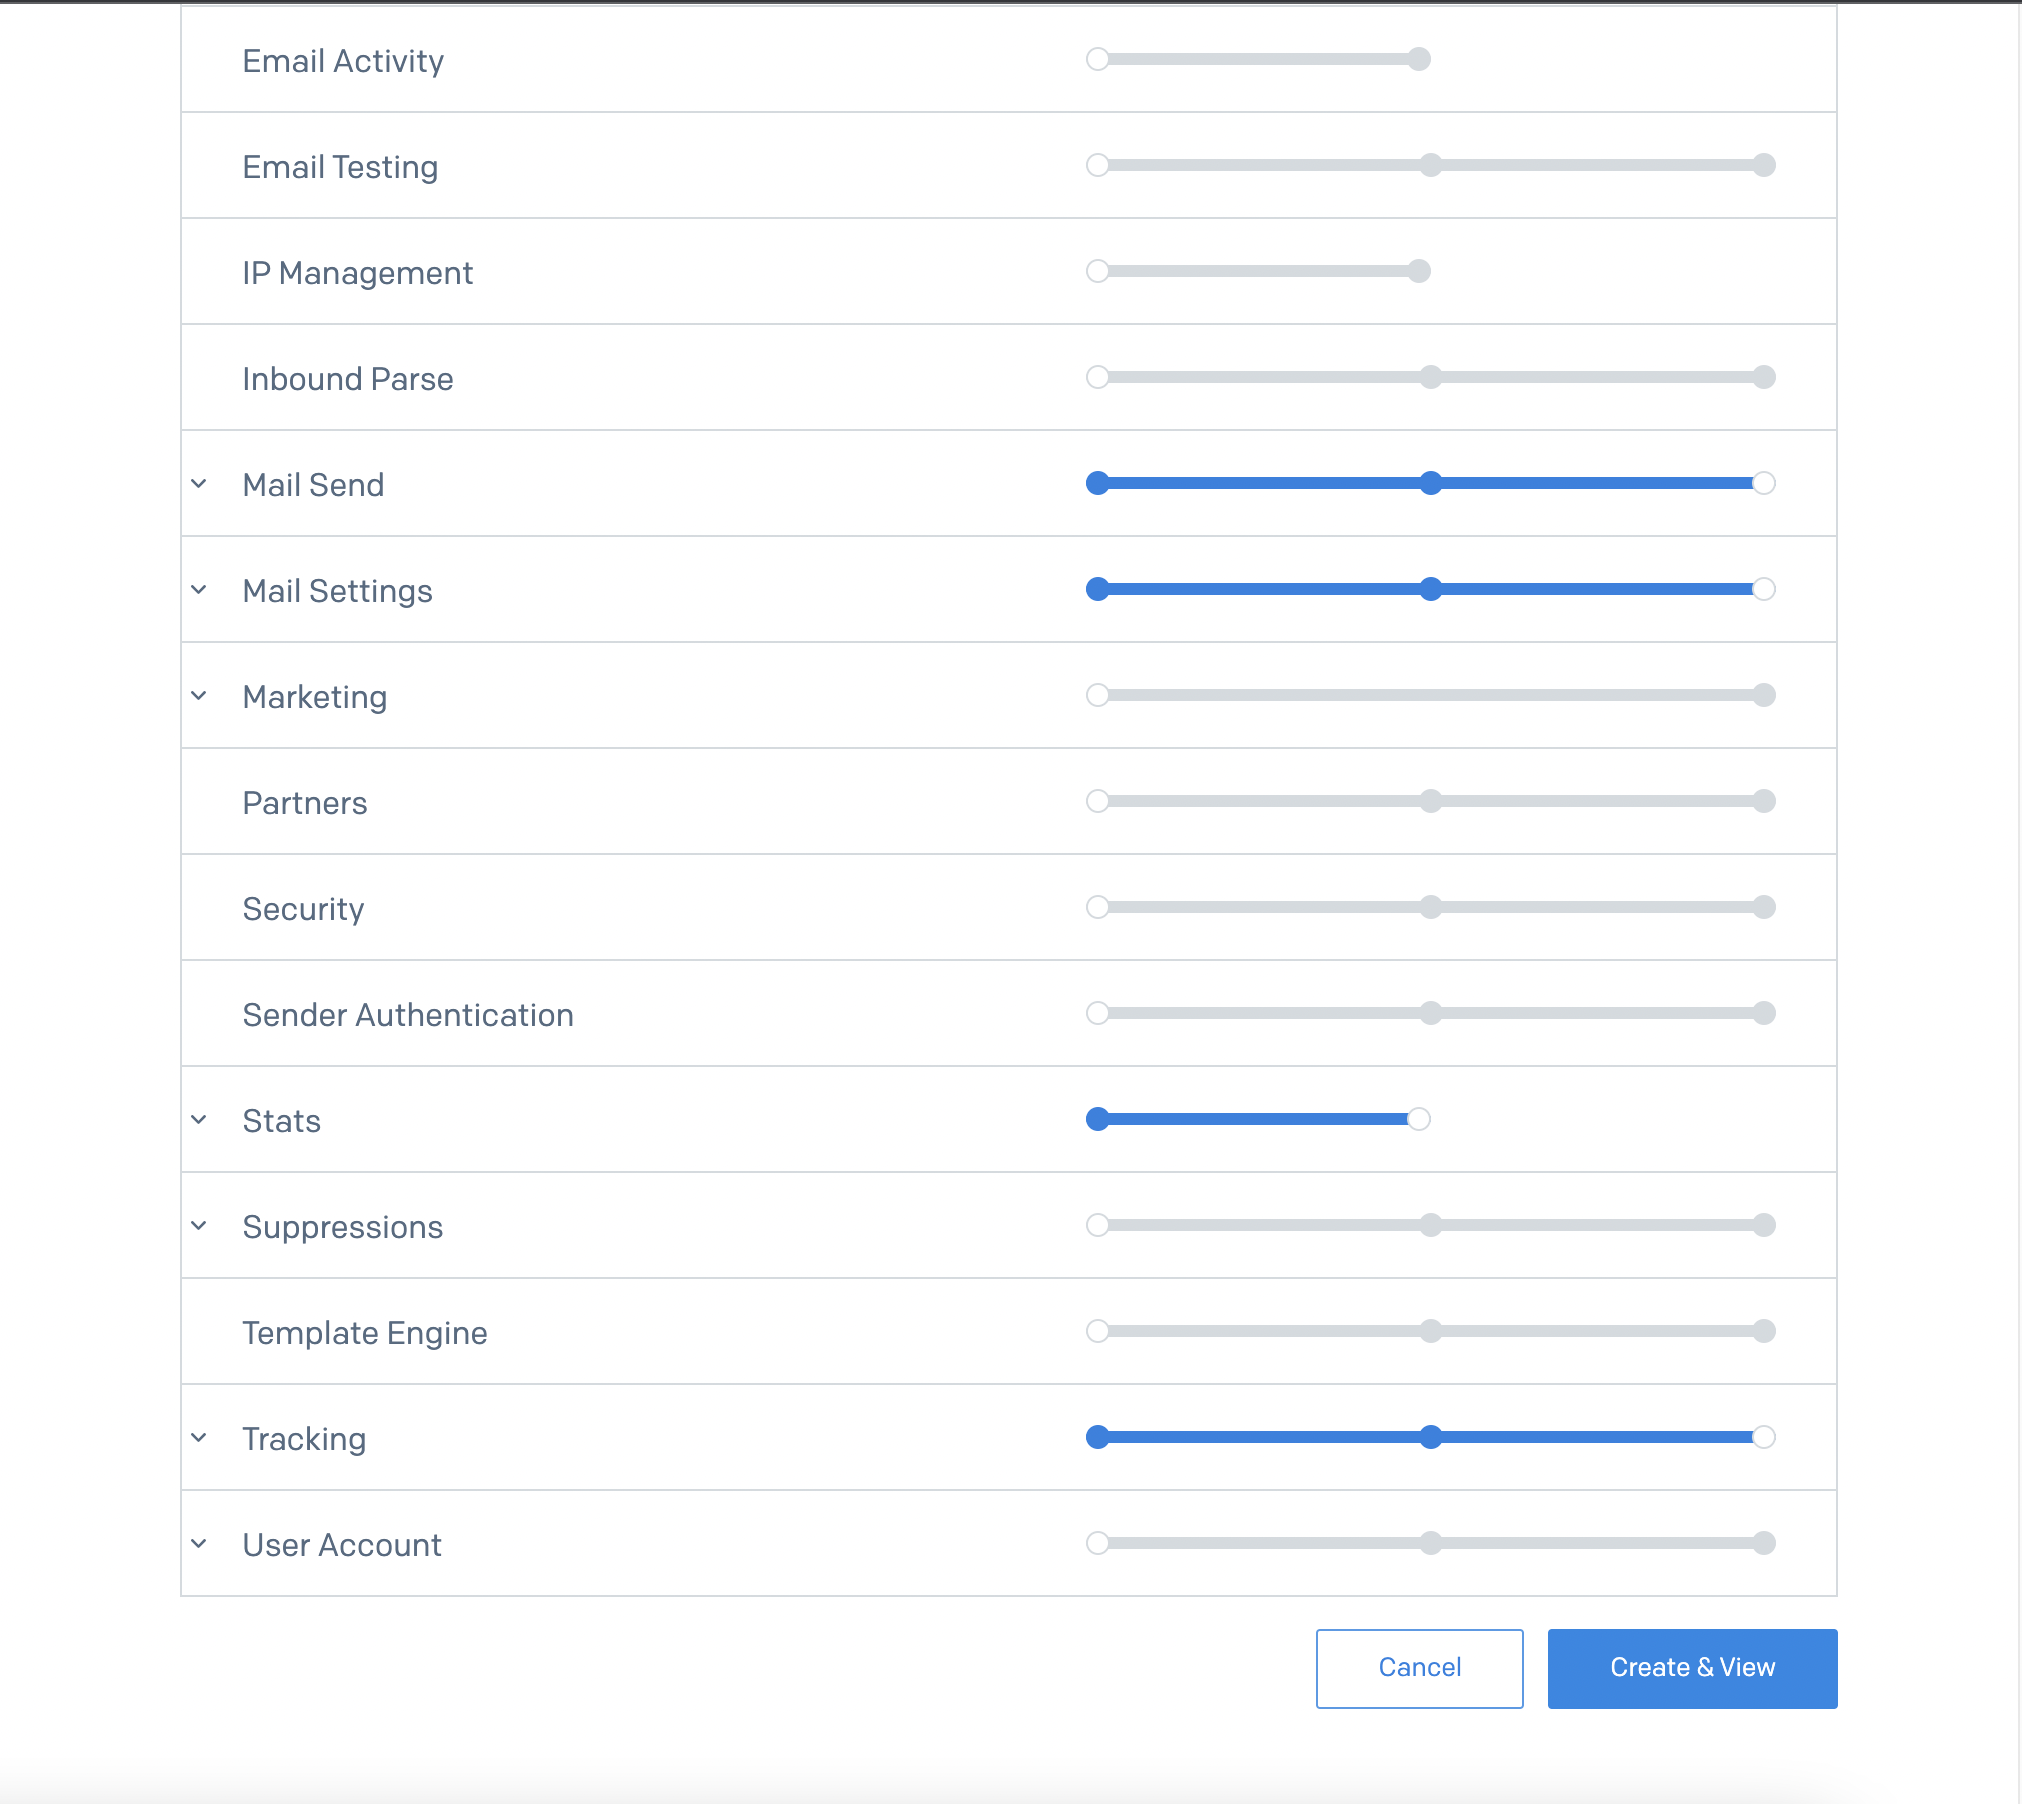 Email Activity
Email Testing
IP Management
Inbound Parse
Mail Send
Mail Settings
Marketing
Partners
Security
Sender Authentication
Stats
Suppressions
Template Engine
Tracking
User Account
Cancel
Create & View